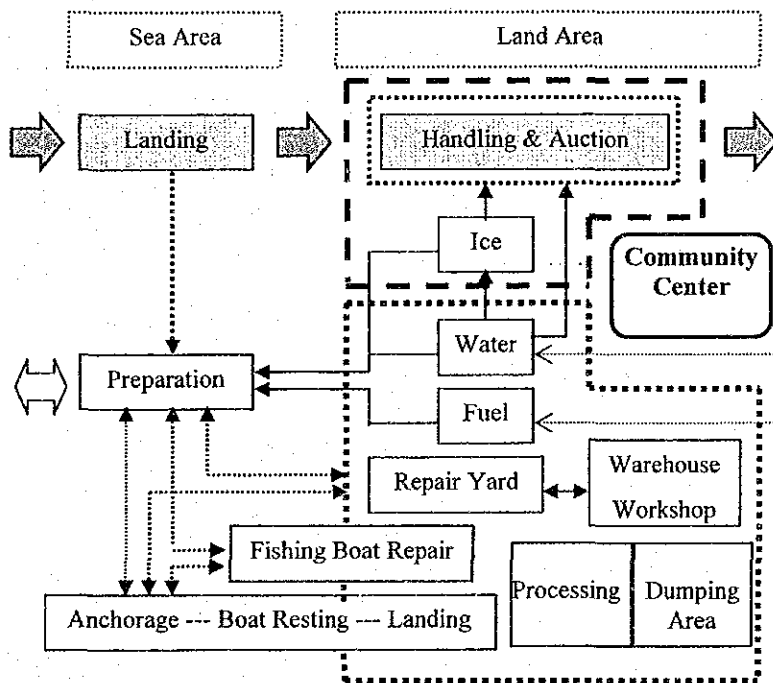 Sea Area
Land Area
Landing
Handling & Auction
Ice
Community
Center
Water
Preparation
Fuel
Repair Yard
Warehouse
Workshop
Fishing Boat Repair
Processing
Dumping
Area
Anchorage --- Boat Resting --- Landing